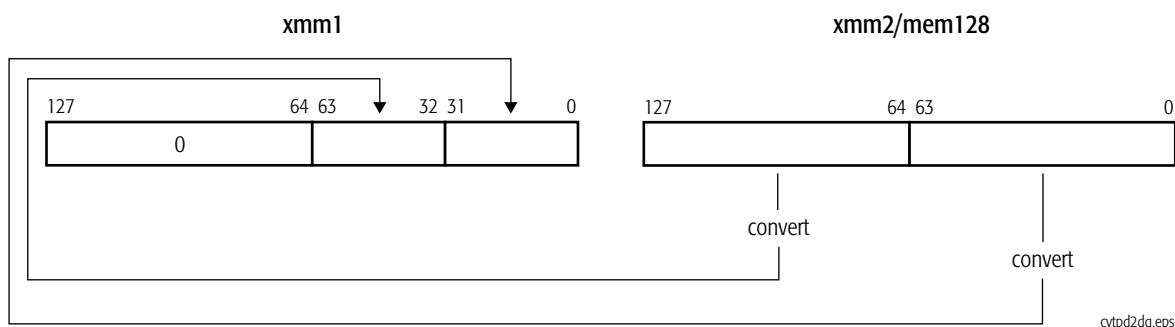 xmm1 xmm2/mem128
127 64 63 32 31 0 127 64 63 0
0
convert
convert
cvtpd2dq.eps